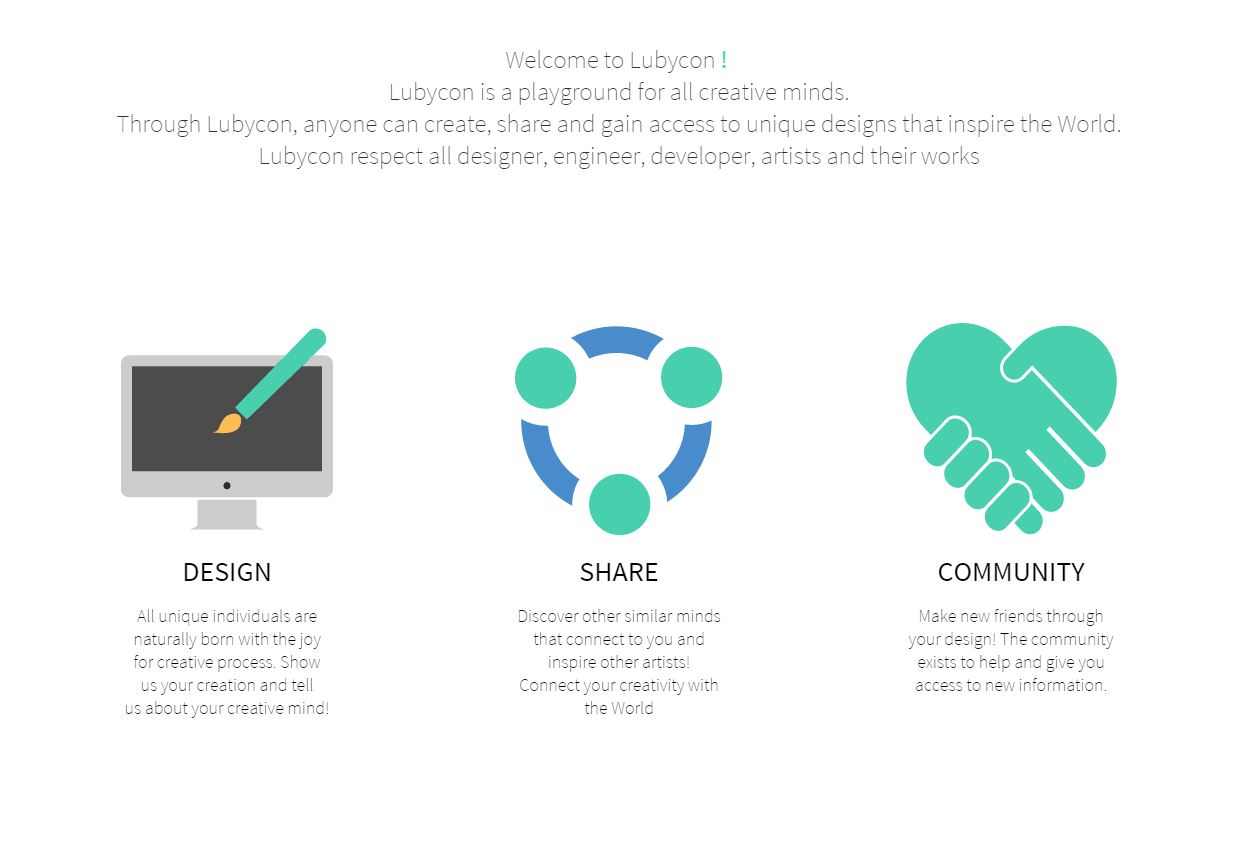 Welcome to Lubycon !
Lubycon is a playground for all creative minds.
Through Lubycon, anyone can create, share and gain access to unique designs that inspire the World.
Lubycon respect all designer, engineer, developer, artists and their works
DESIGN
All unique individuals are
naturally born with the joy
for creative process. Show
us your creation and tell
us about your creative mind!
SHARE
Discover other similar minds
that connect to you and
inspire other artists!
Connect your creativity with
the World
COMMUNITY
Make new friends through
your design! The community
exists to help and give you
access to new information.